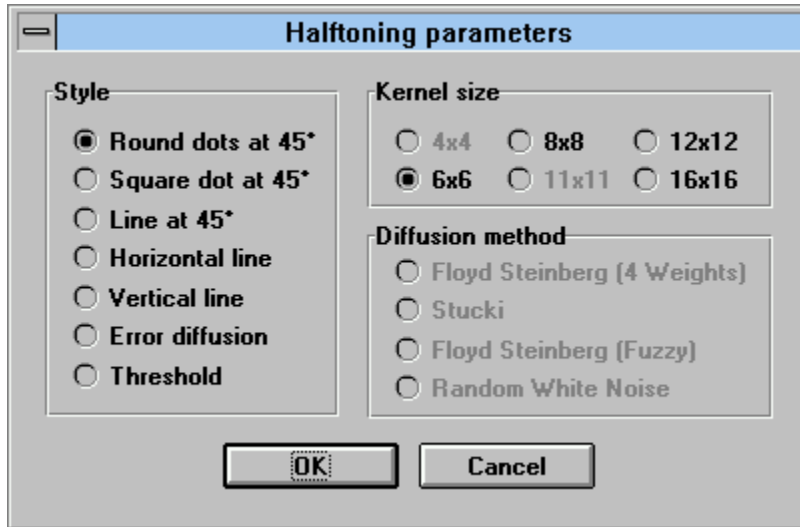 Halftoning parameters
Style
Round dots at 45°
Square dot at 45°
Line at 45°
Horizontal line
Vertical line
Error diffusion
Threshold
Kernel size
4x4 8x8 12x12
6x6 11x11 16x16
Diffusion method
Floyd Steinberg (4 Weights)
Stucki
Floyd Steinberg (Fuzzy)
Random White Noise
OK Cancel